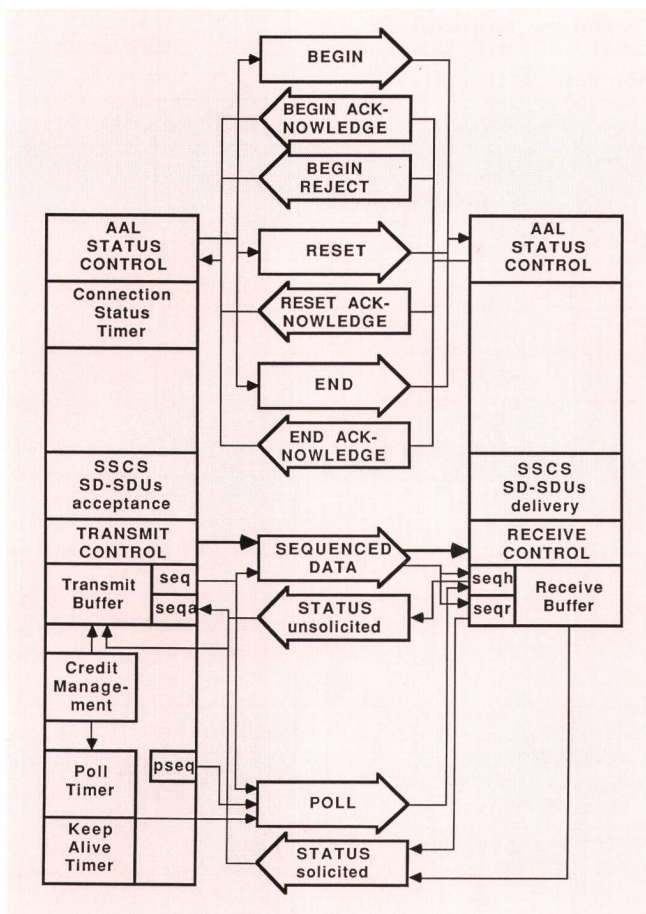 BEGIN
BEGIN ACK-
NOWLEDGE
BEGIN
REJECT
AAL
STATUS
CONTROL
RESET
AAL
STATUS
CONTROL
Connection
Status
Timer
RESET ACK-
NOWLEDGE
END
END ACK-
NOWLEDGE
SSCS
SD-SDUs
acceptance
SSCS
SD-SDUs
delivery
TRANSMIT
CONTROL
SEQUENCED
DATA
RECEIVE
CONTROL
Transmit
Buffer
seq
seqa
STATUS
unsolicited
seqh
seqr
Receive
Buffer
Credit
Manage-
ment
Poll
Timer
pseq
POLL
Keep
Alive
Timer
STATUS
solicited